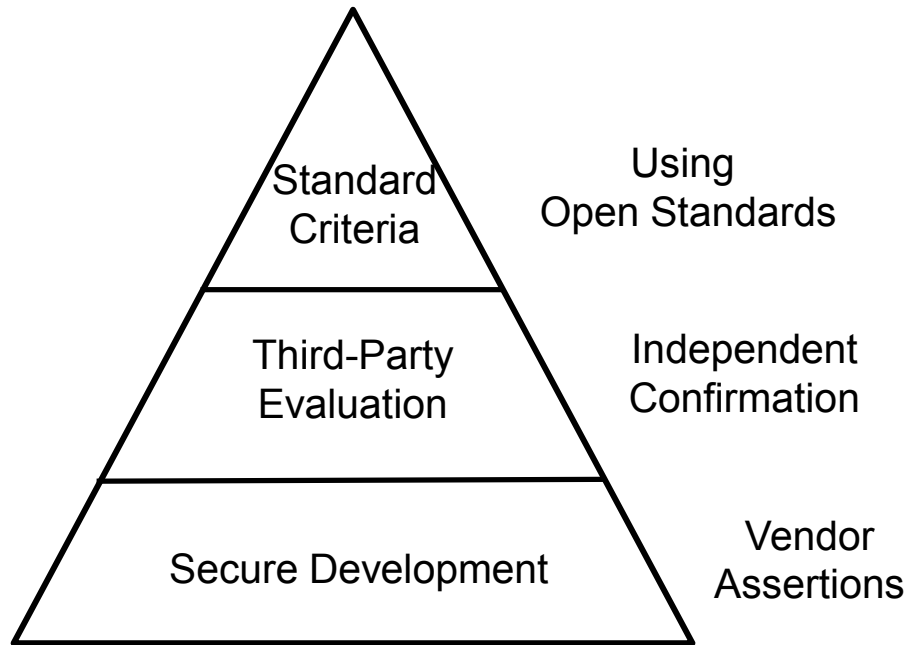 Standard
Criteria
Using
Open Standards
Third-Party
Evaluation
Independent
Confirmation
Secure Development
Vendor
Assertions